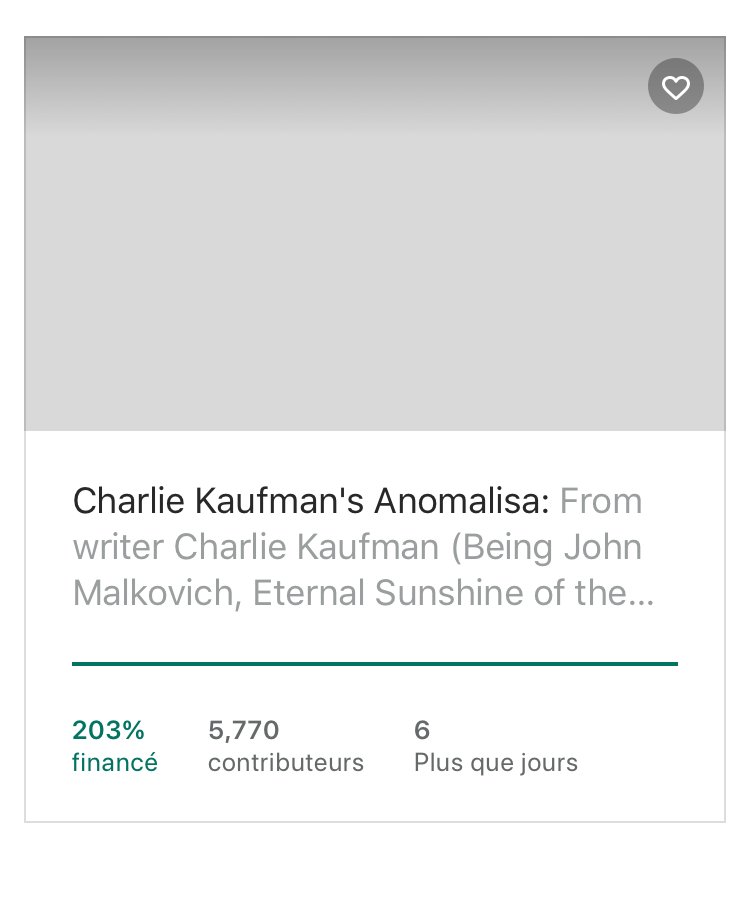 Charlie Kaufman's Anomalisa: From
writer Charlie Kaufman (Being John
Malkovich, Eternal Sunshine of the...
203%
financé
5,770
contributeurs
6
Plus que jours